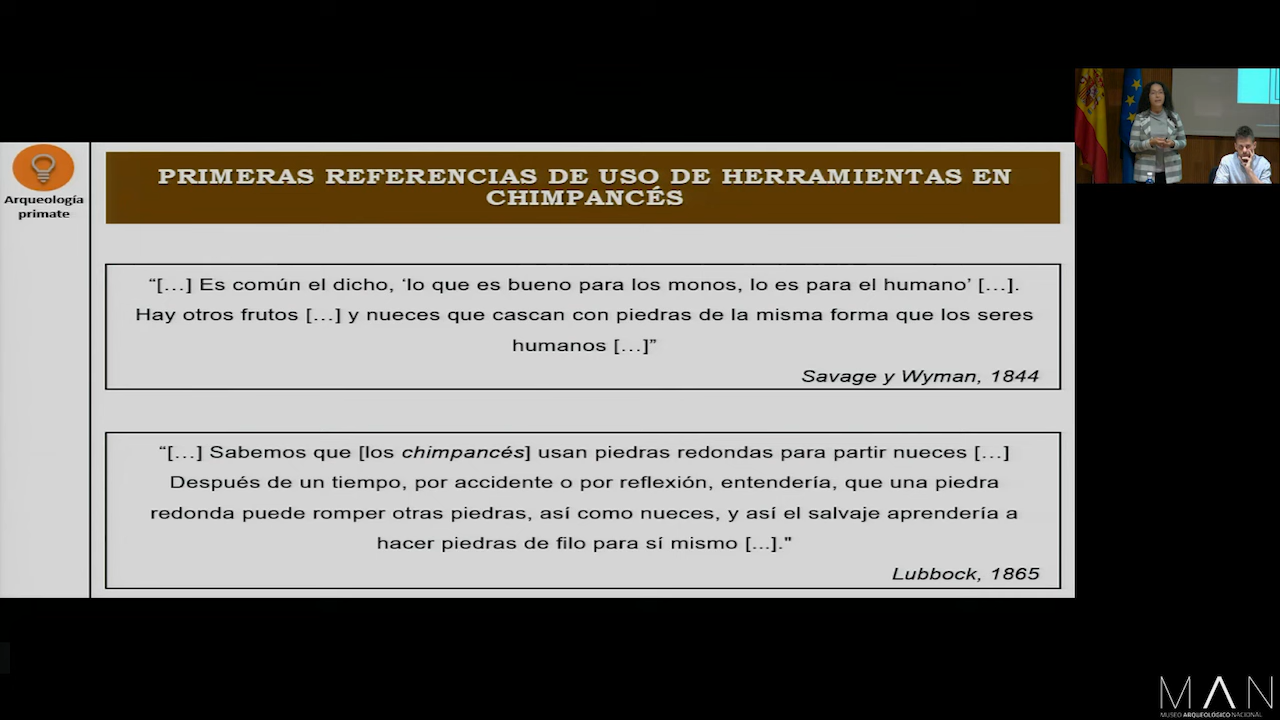 Arqueología
primate
PRIMERAS REFERENCIAS DE USO DE HERRAMIENTAS EN
CHIMPANCÉS
“[…] Es común el dicho, ‘lo que es bueno para los monos, lo es para el humano’ […].
Hay otros frutos […] y nueces que cascan con piedras de la misma forma que los seres
humanos […]”
Savage y Wyman, 1844
“[…] Sabemos que [los chimpancés] usan piedras redondas para partir nueces […]
Después de un tiempo, por accidente o por reflexión, entendería, que una piedra
redonda puede romper otras piedras, así como nueces, y así el salvaje aprendería a
hacer piedras de filo para sí mismo [...]."
Lubbock, 1865
MAN
MUSEO ARQUEOLÓGICO NACIONAL